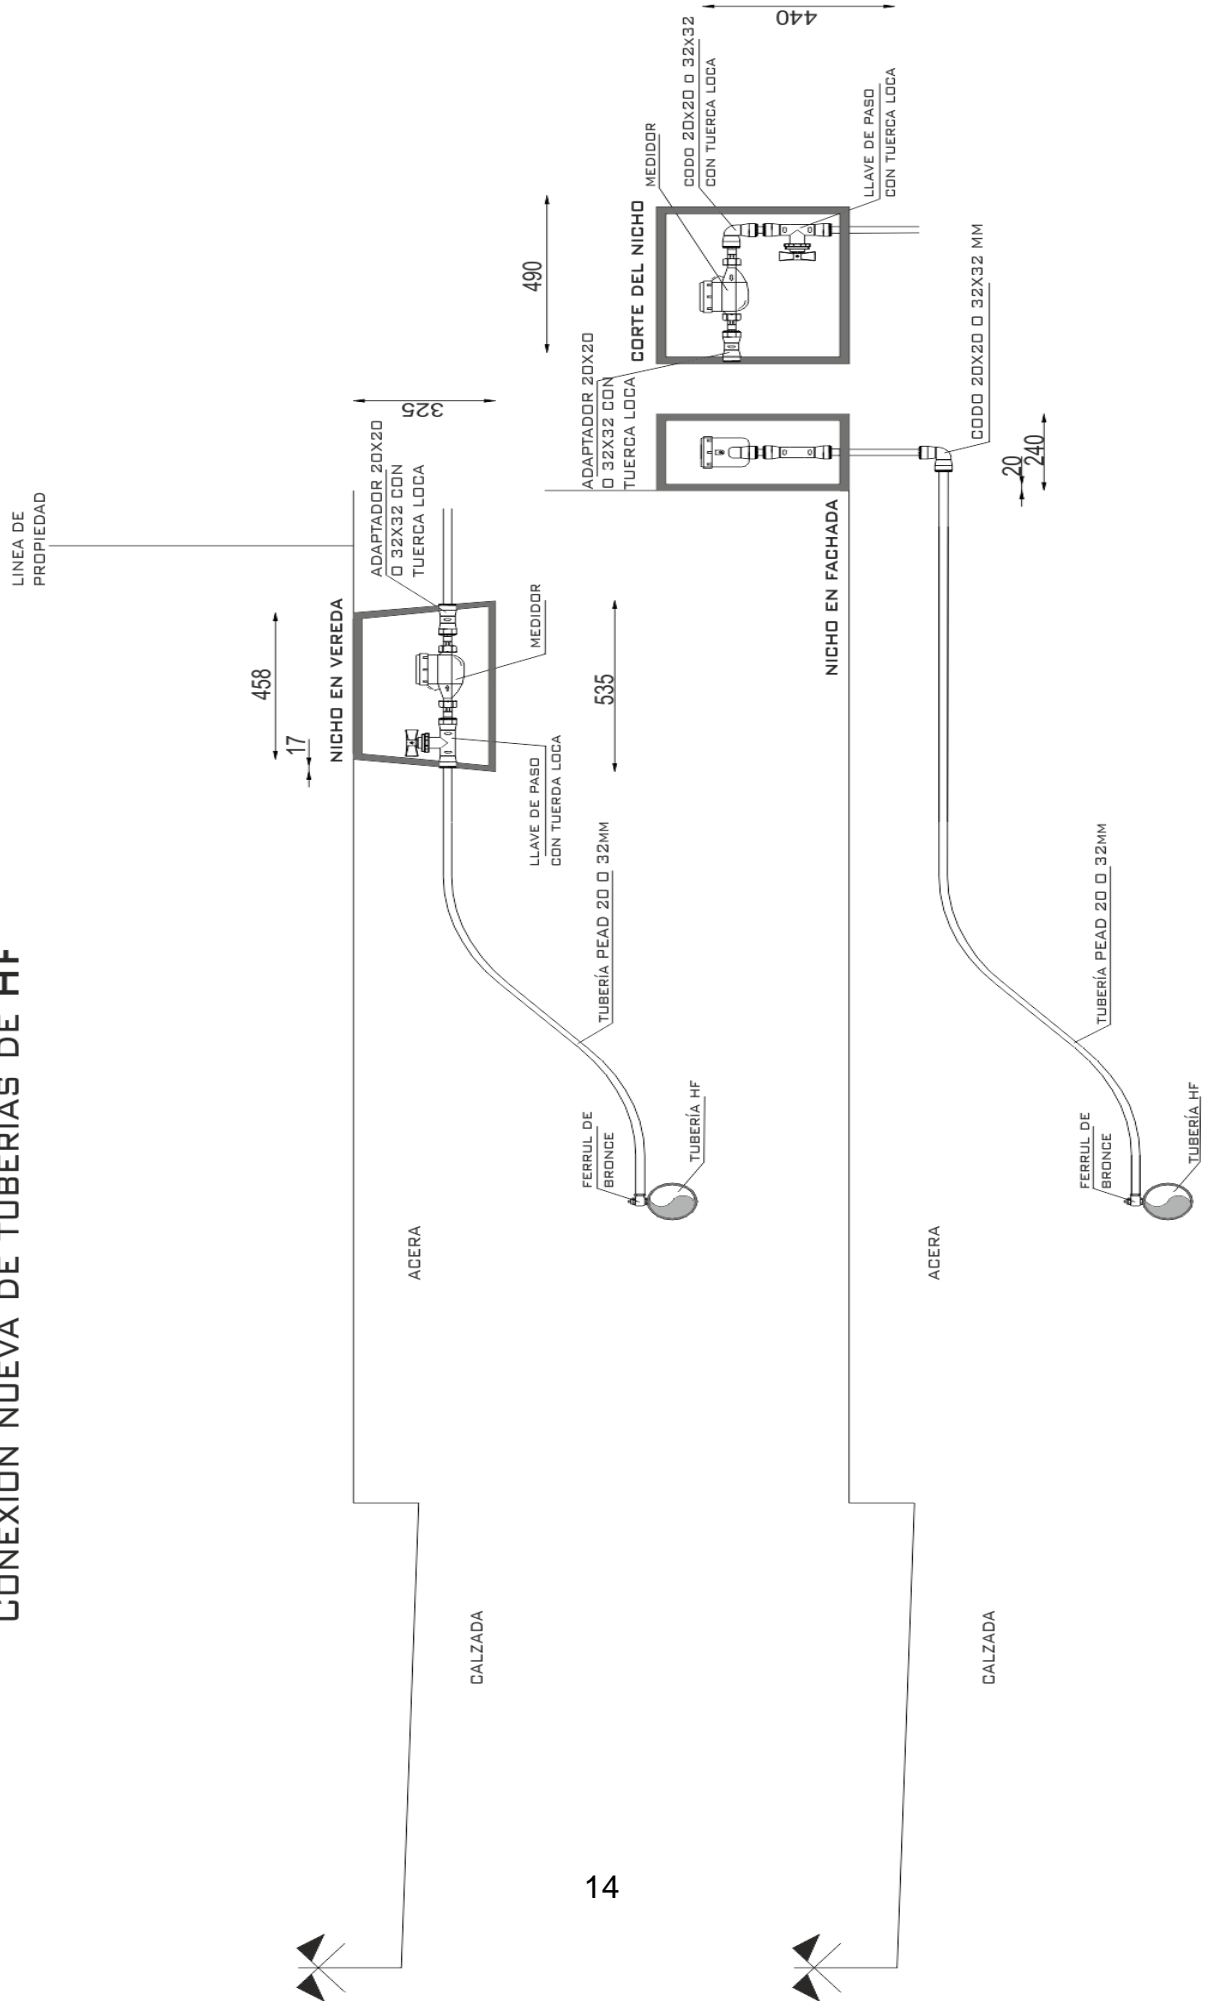 CONEXIÓN NUEVA DE TUBERÍAS DE HF
LINEA DE
PROPIEDAD
458
17
NICHO EN VEREDA
325
ADAPTADOR 20X20
O 32X32 CON
TUERCA LOCA
MEDIDOR
LLAVE DE PASO
CON TUERDA LOCA
535
TUBERÍA PEAD 20 O 32MM
FERRUL DE
BRONCE
TUBERÍA HF
ACERA
CALZADA
440
490
CORTE DEL NICHO
MEDIDOR
CODO 20X20 O 32X32
CON TUERCA LOCA
LLAVE DE PASO
CON TUERCA LOCA
ADAPTADOR 20X20
O 32X32 CON
TUERCA LOCA
CODO 20X20 O 32X32 MM
20
240
NICHO EN FACHADA
TUBERÍA PEAD 20 O 32MM
FERRUL DE
BRONCE
TUBERÍA HF
ACERA
CALZADA
14